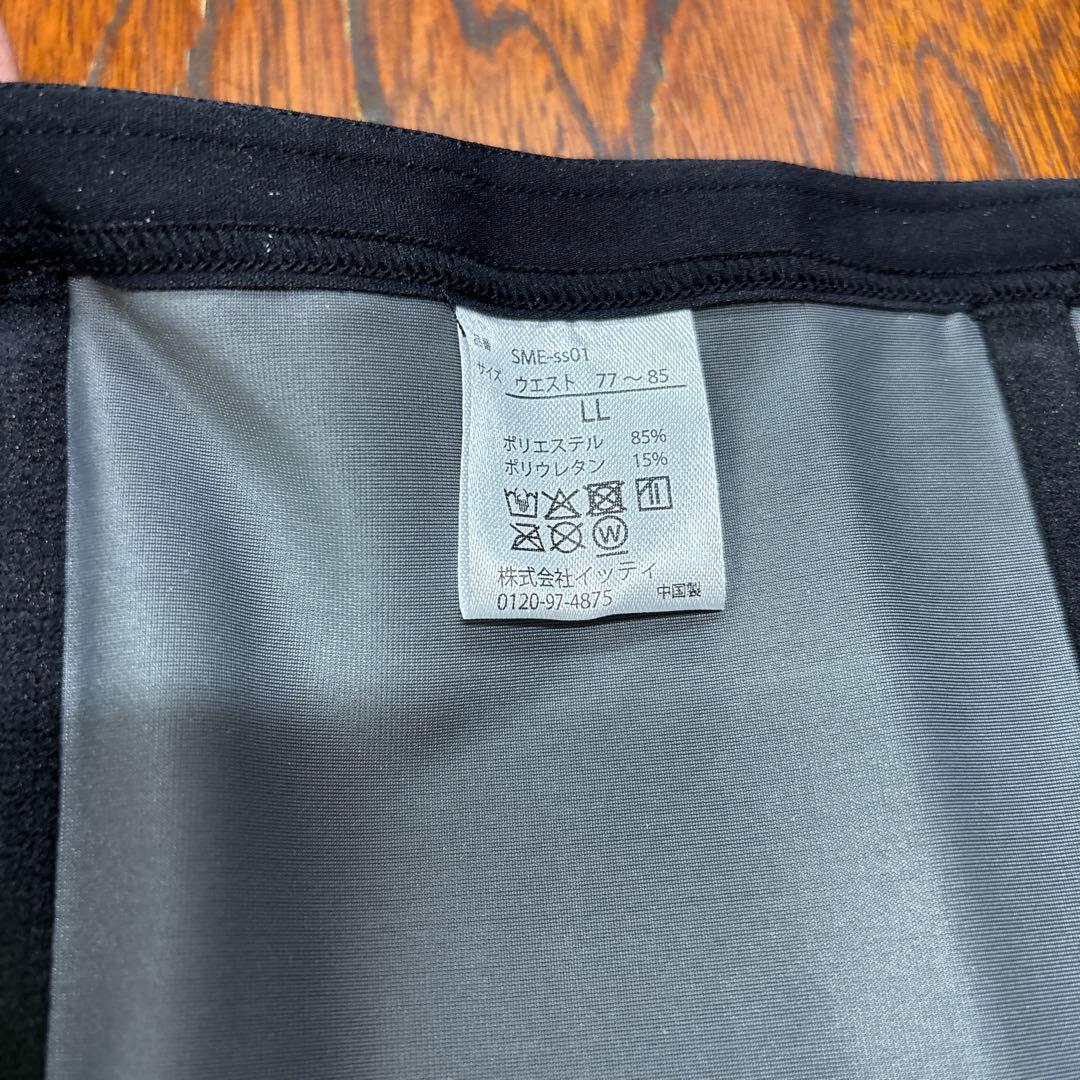 品番 SME-ss01
サイズ ウエスト 77～85
LL
ポリエステル 85%
ポリウレタン 15%
W
株式会社イッティ
0120-97-4875 中国製